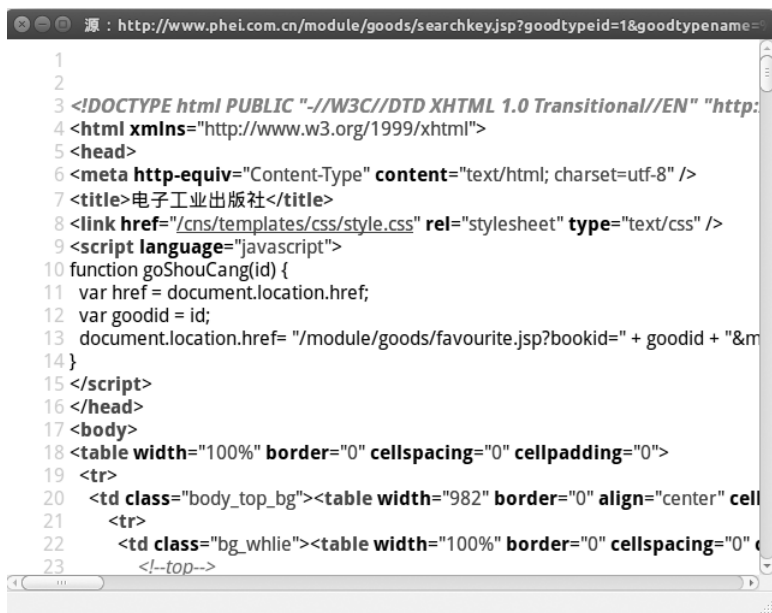 源：http://www.phei.com.cn/module/goods/searchkey.jsp?goodtypeid=1&goodtypename=
1
2
3 <!DOCTYPE html PUBLIC "-//W3C//DTD XHTML 1.0 Transitional//EN" "http:
4 <html xmlns="http://www.w3.org/1999/xhtml">
5 <head>
6 <meta http-equiv="Content-Type" content="text/html; charset=utf-8" />
7 <title>电子工业出版社</title>
8 <link href="/cns/templates/css/style.css" rel="stylesheet" type="text/css" />
9 <script language="javascript">
10 function goShouCang(id) {
11 var href = document.location.href;
12 var goodid = id;
13 document.location.href= "/module/goods/favourite.jsp?bookid=" + goodid + "&m
14 }
15 </script>
16 </head>
17 <body>
18 <table width="100%" border="0" cellspacing="0" cellpadding="0">
19 <tr>
20 <td class="body_top_bg"><table width="982" border="0" align="center" cell
21 <tr>
22 <td class="bg_whlie"><table width="100%" border="0" cellspacing="0"
23 <!--top-->